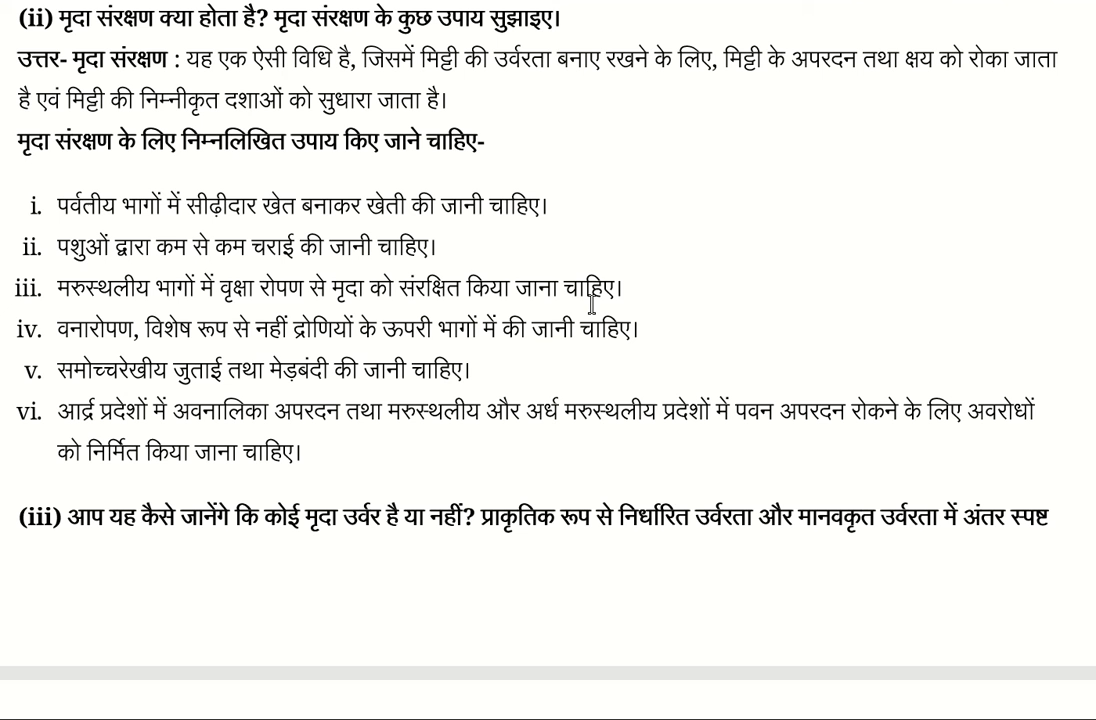 (ii) मृदा संरक्षण क्या होता है? मृदा संरक्षण के कुछ उपाय सुझाइए।
उत्तर- मृदा संरक्षण : यह एक ऐसी विधि है, जिसमें मिट्टी की उर्वरता बनाए रखने के लिए, मिट्टी के अपरदन तथा क्षय को रोका जाता
है एवं मिट्टी की निम्नीकृत दशाओं को सुधारा जाता है।
मृदा संरक्षण के लिए निम्नलिखित उपाय किए जाने चाहिए-
i. पर्वतीय भागों में सीढ़ीदार खेत बनाकर खेती की जानी चाहिए।
ii. पशुओं द्वारा कम से कम चराई की जानी चाहिए।
iii. मरुस्थलीय भागों में वृक्षा रोपण से मृदा को संरक्षित किया जाना चाहिए।
iv. वनारोपण, विशेष रूप से नहीं द्रोणियों के ऊपरी भागों में की जानी चाहिए।
v. समोच्चरेखीय जुताई तथा मेड़बंदी की जानी चाहिए।
vi. आर्द्र प्रदेशों में अवनालिका अपरदन तथा मरुस्थलीय और अर्ध मरुस्थलीय प्रदेशों में पवन अपरदन रोकने के लिए अवरोधों
को निर्मित किया जाना चाहिए।
(iii) आप यह कैसे जानेंगे कि कोई मृदा उर्वर है या नहीं? प्राकृतिक रूप से निर्धारित उर्वरता और मानवकृत उर्वरता में अंतर स्पष्ट